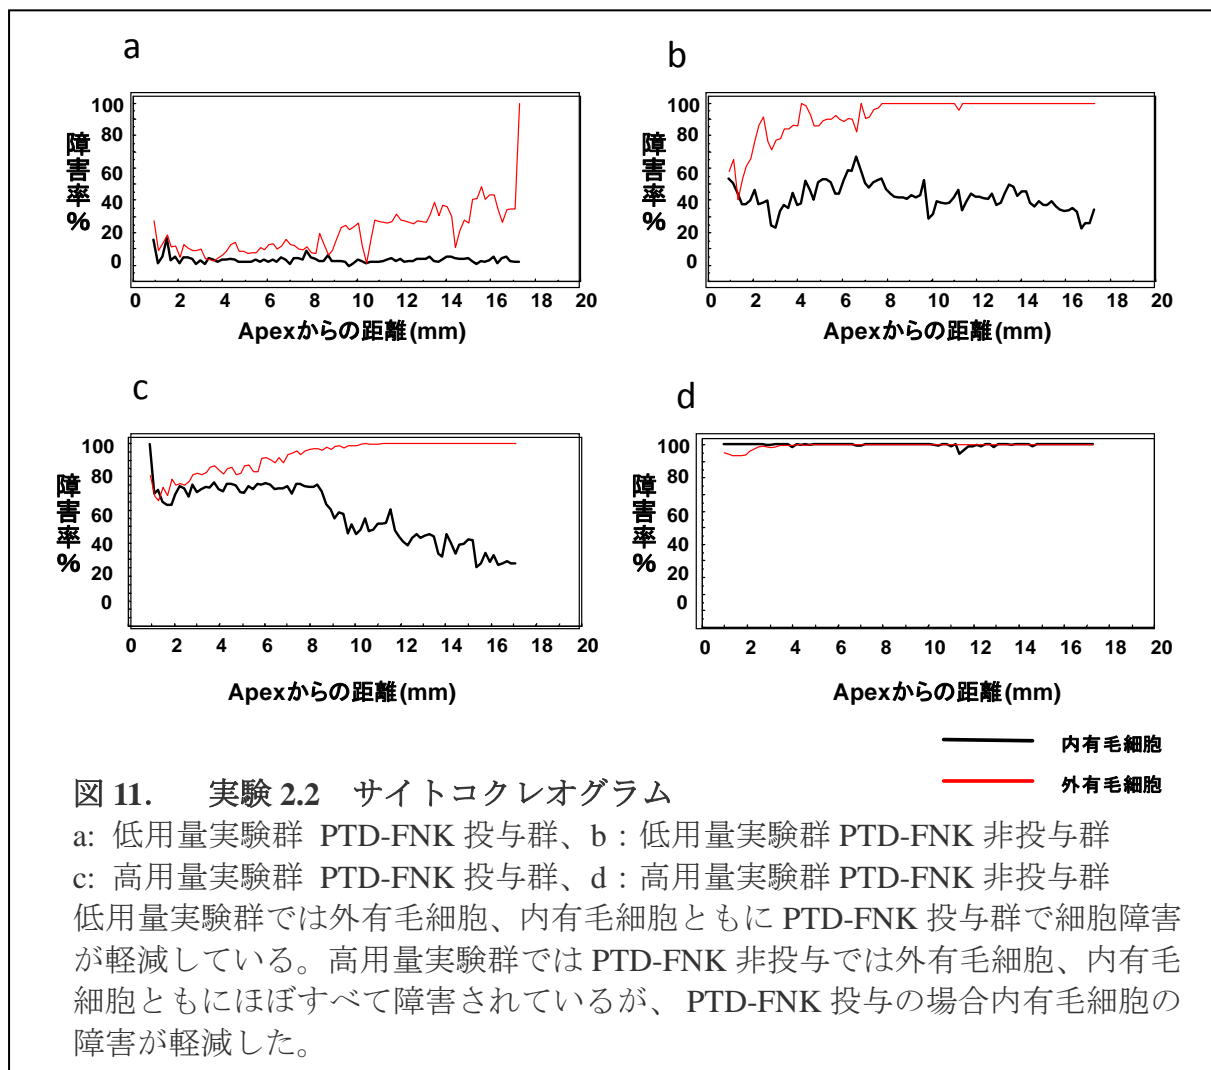 a
100
80
60
40
20
0
障害率%
0 2 4 6 8 10 12 14 16 18 20
Apexからの距離(mm)
b
100
80
60
40
20
0
障害率%
0 2 4 6 8 10 12 14 16 18 20
Apexからの距離(mm)
c
100
80
60
40
20
0
障害率%
0 2 4 6 8 10 12 14 16 18 20
Apexからの距離(mm)
d
100
80
60
40
20
0
障害率%
0 2 4 6 8 10 12 14 16 18 20
Apexからの距離(mm)
内有毛細胞
外有毛細胞
図 11. 実験 2.2 サイトコクレオグラム
a: 低用量実験群 PTD-FNK 投与群、b：低用量実験群 PTD-FNK 非投与群
c: 高用量実験群 PTD-FNK 投与群、d：高用量実験群 PTD-FNK 非投与群
低用量実験群では外有毛細胞、内有毛細胞ともに PTD-FNK 投与群で細胞障害
が軽減している。高用量実験群では PTD-FNK 非投与では外有毛細胞、内有毛
細胞ともにほぼすべて障害されているが、 PTD-FNK 投与の場合内有毛細胞の
障害が軽減した。